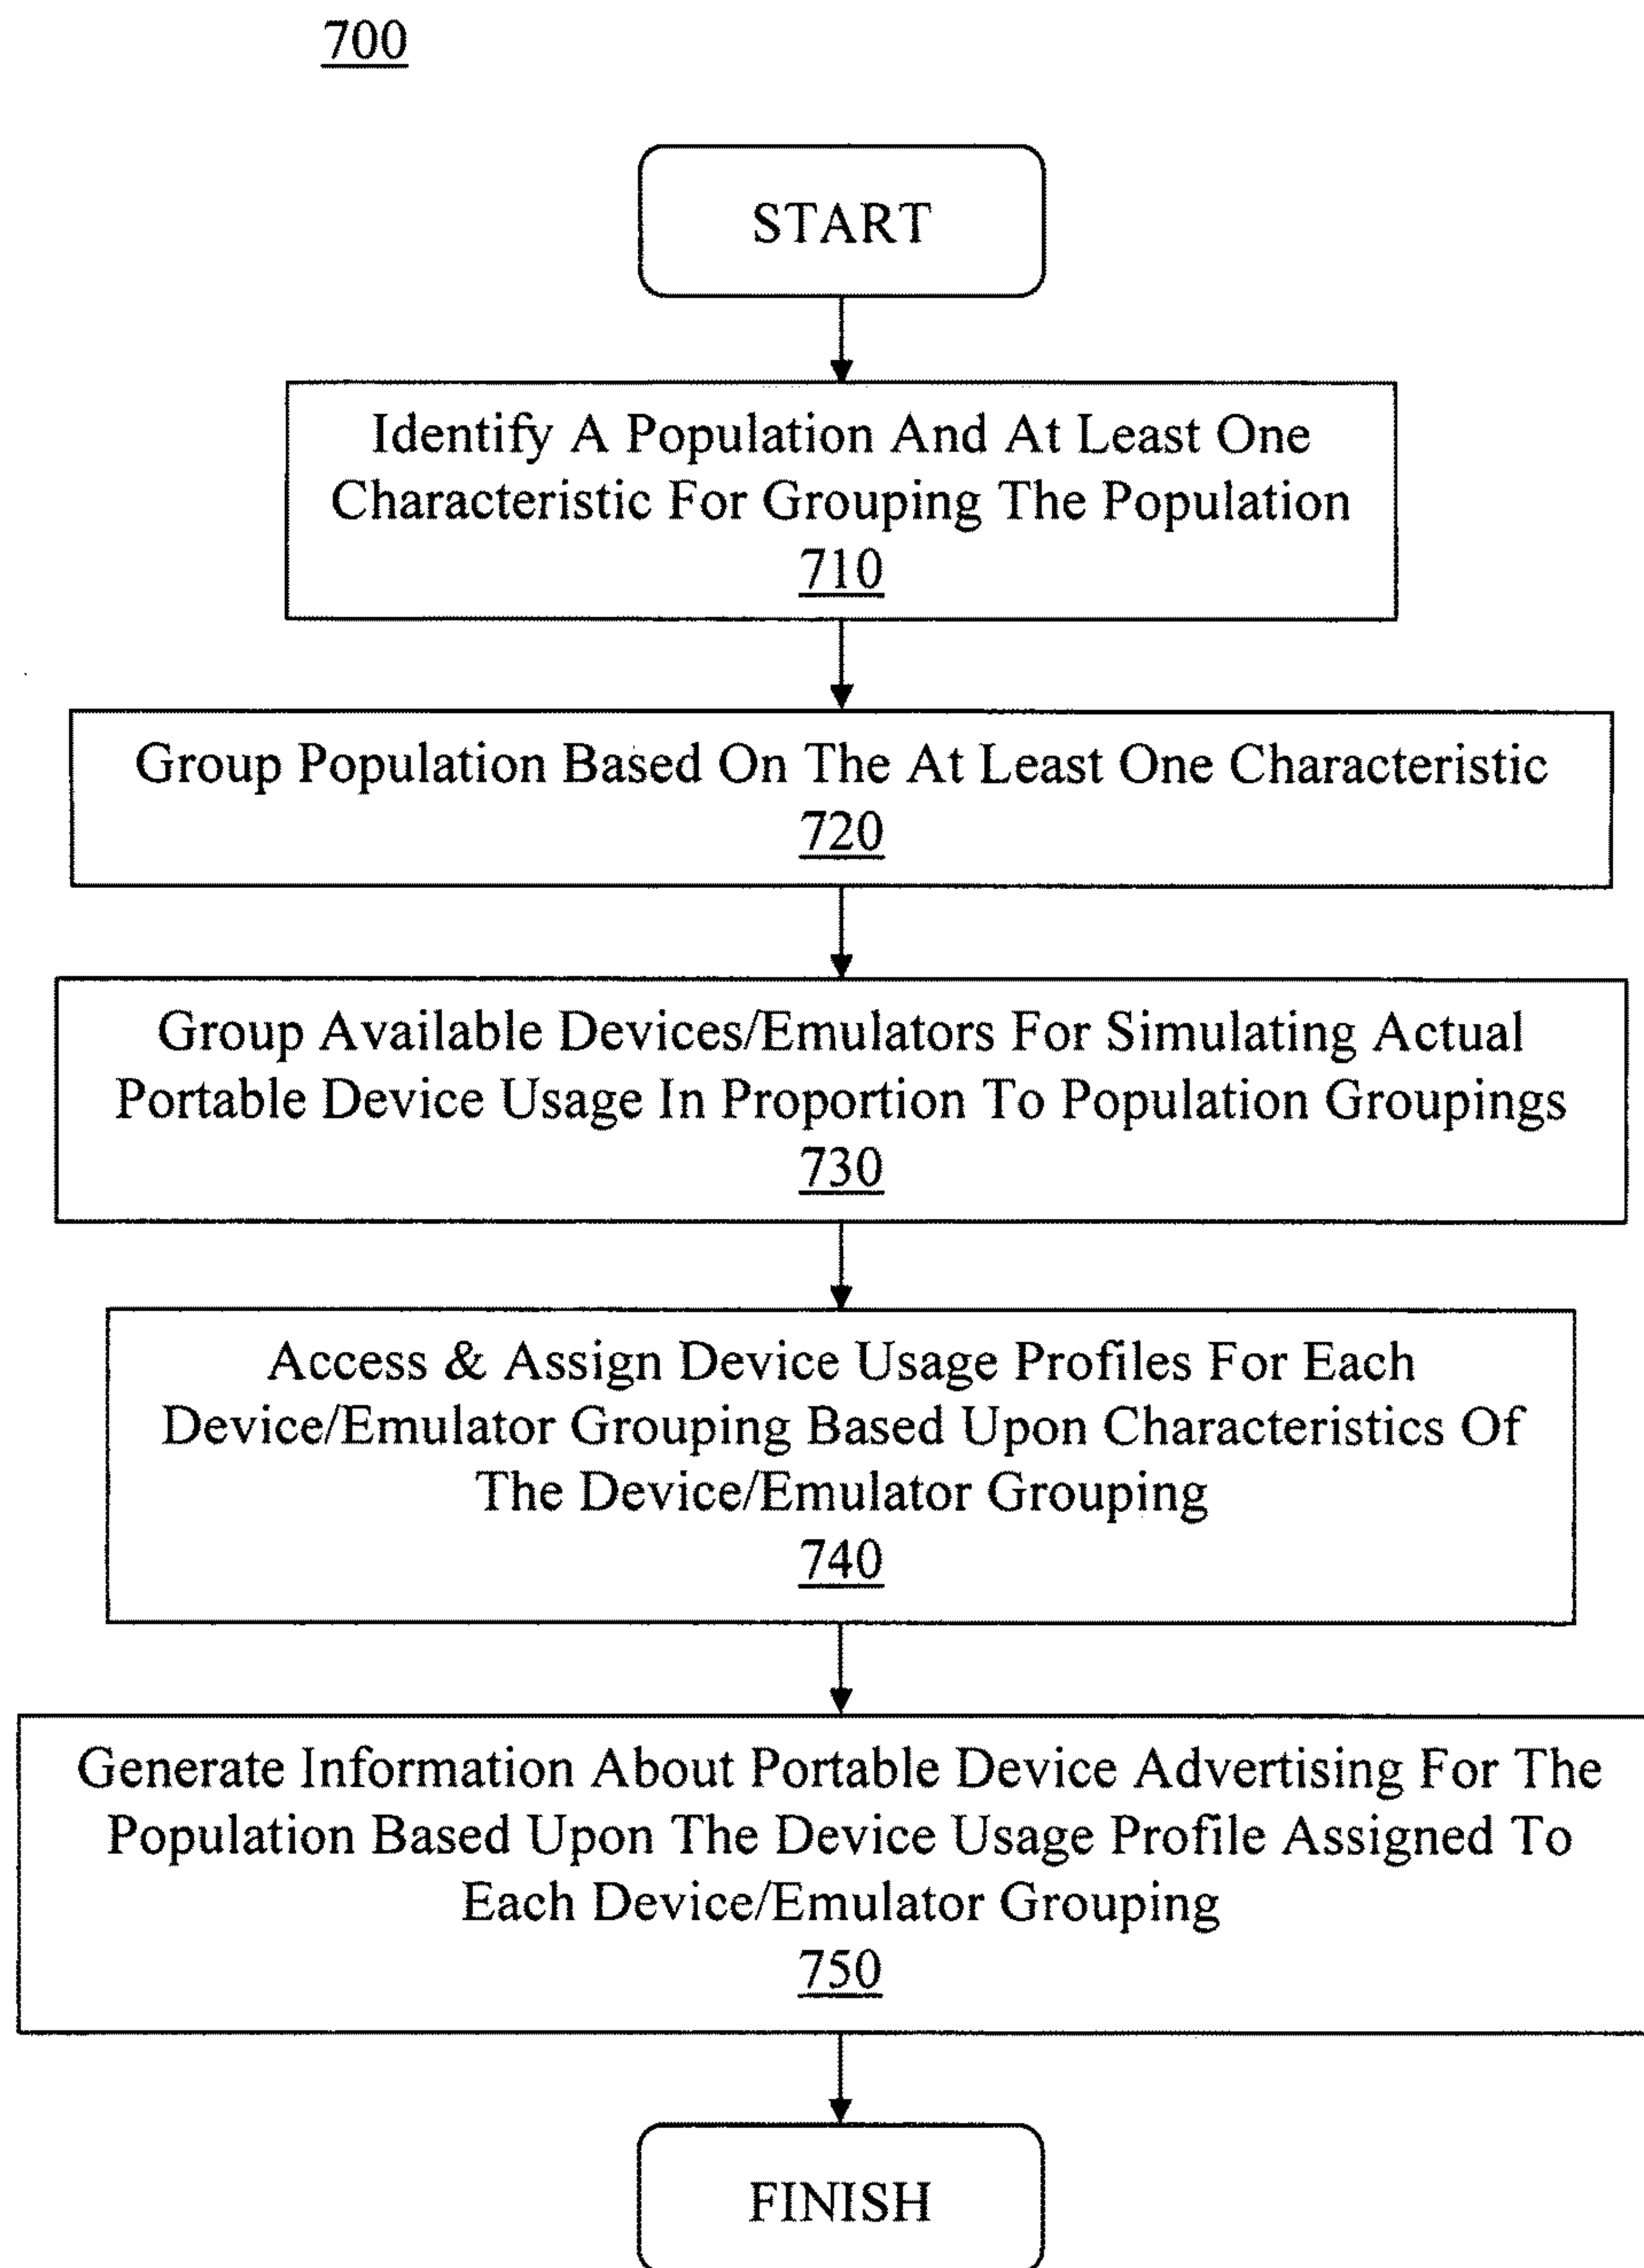 700
START
Identify A Population And At Least One
Characteristic For Grouping The Population
710
Group Population Based On The At Least One Characteristic
720
Group Available Devices/Emulators For Simulating Actual
Portable Device Usage In Proportion To Population Groupings
730
Access & Assign Device Usage Profiles For Each
Device/Emulator Grouping Based Upon Characteristics Of
The Device/Emulator Grouping
740
Generate Information About Portable Device Advertising For The
Population Based Upon The Device Usage Profile Assigned To
Each Device/Emulator Grouping
750
FINISH